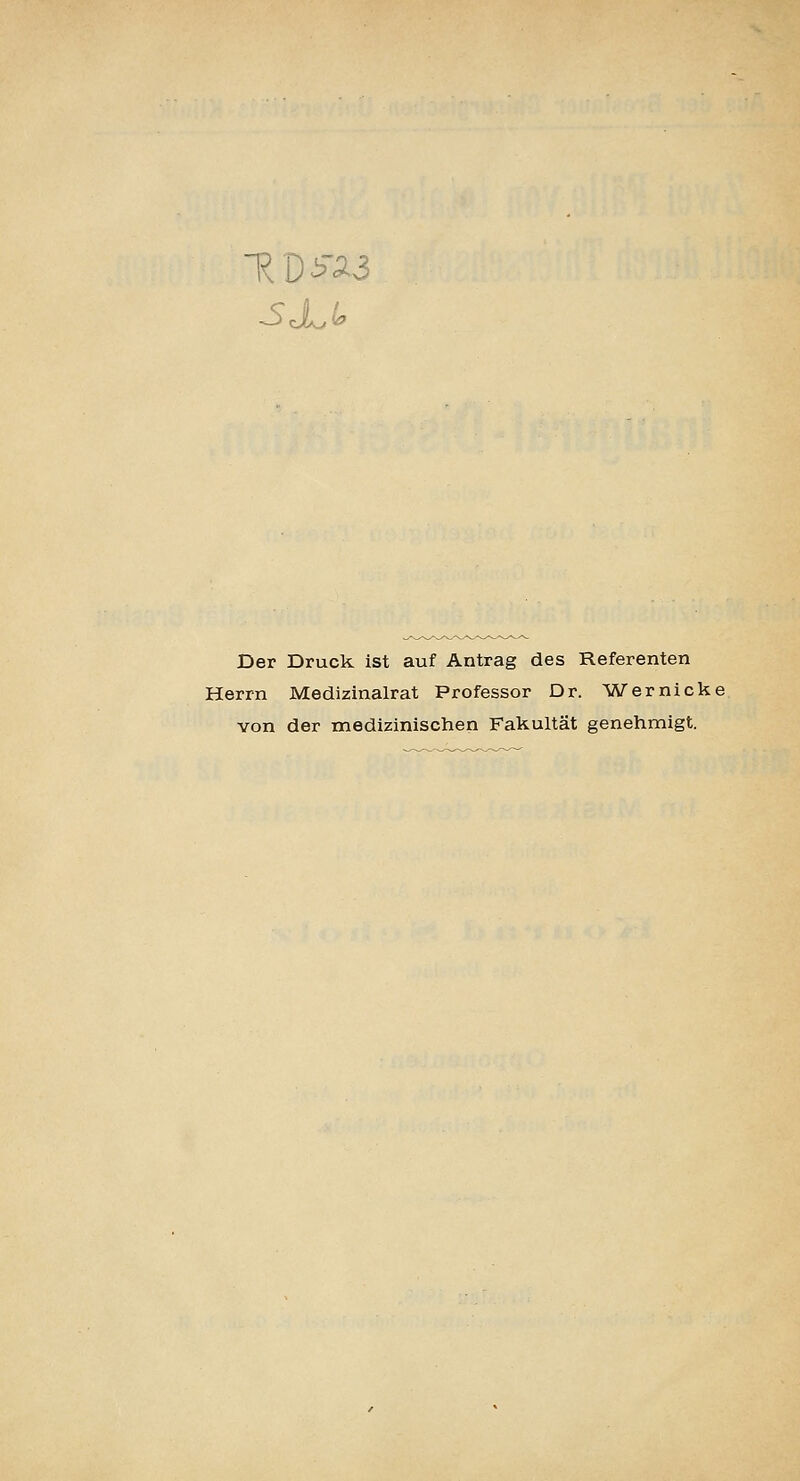 RD523
Der Druck ist auf Antrag des Referenten
Herrn Medizinalrat Professor Dr. Wernicke
von der medizinischen Fakultät genehmigt.